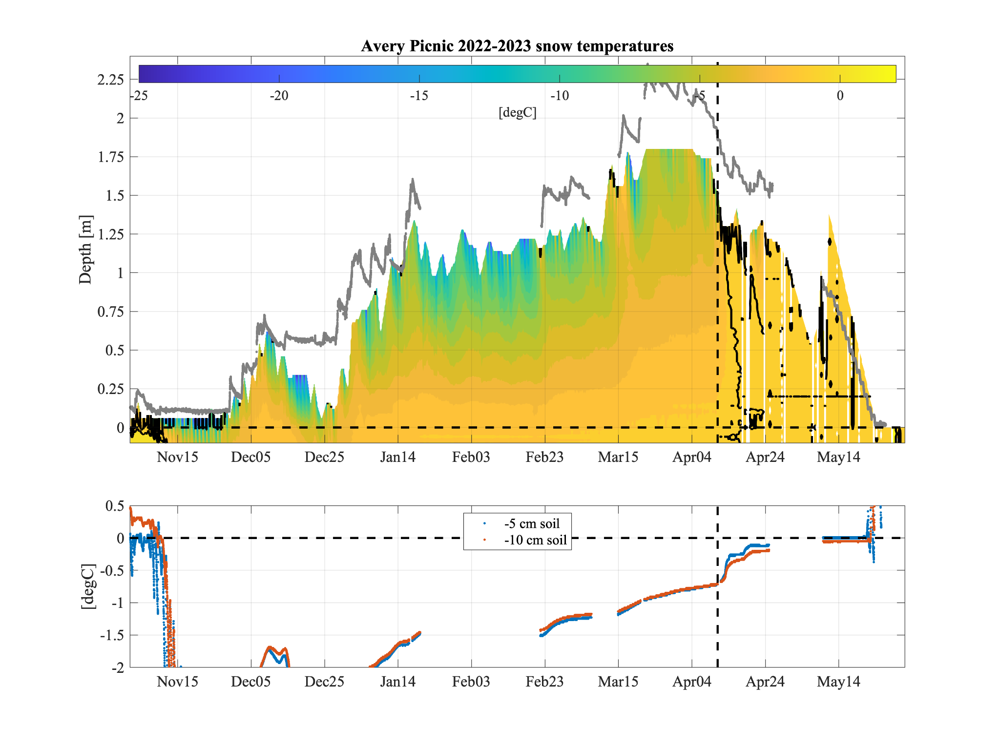 Avery Picnic 2022-2023 snow temperatures
2.25
-25 -20 -15 -10 -5 0
[degC]
2
1.75
1.5
1.25
1
0.75
0.5
0.25
0
Depth [m]
Nov15 Dec05 Dec25 Jan14 Feb03 Feb23 Mar15 Apr04 Apr24 May14
0.5
0
-0.5
-1
-1.5
-2
[degC]
-5 cm soil
-10 cm soil
Nov15 Dec05 Dec25 Jan14 Feb03 Feb23 Mar15 Apr04 Apr24 May14